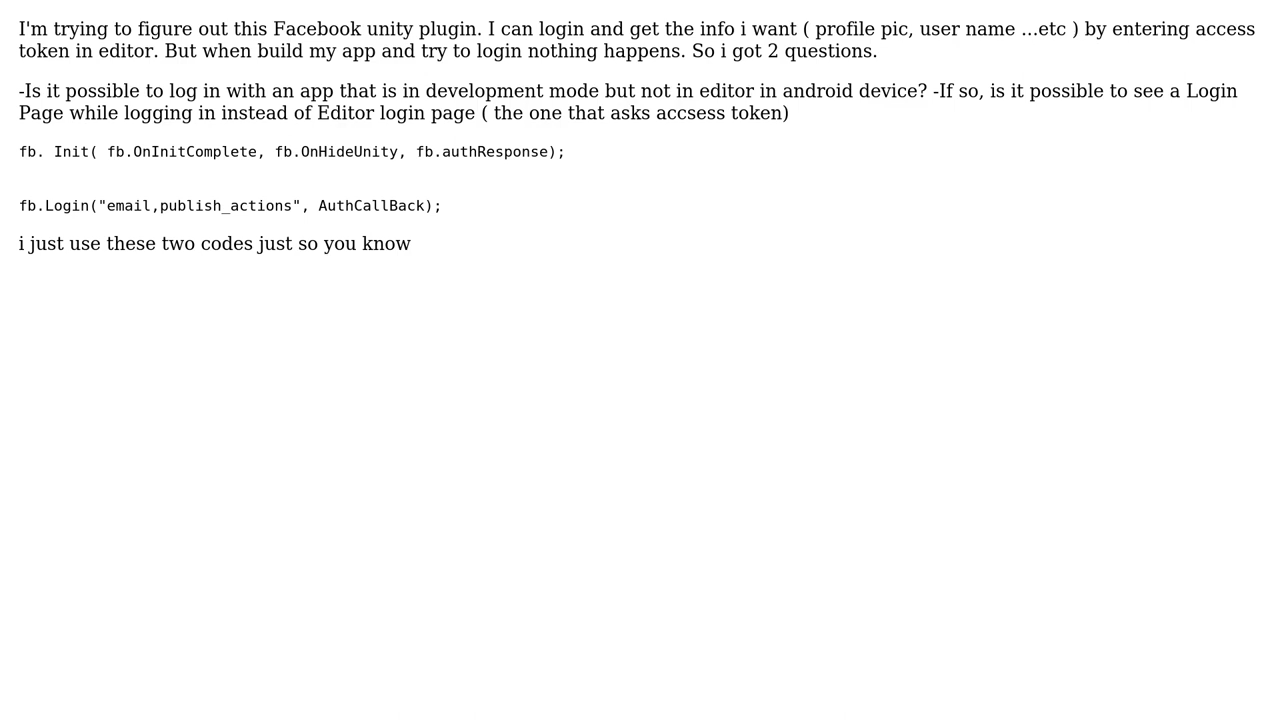 I'm trying to figure out this Facebook unity plugin. I can login and get the info i want ( profile pic, user name ...etc ) by entering access
token in editor. But when build my app and try to login nothing happens. So i got 2 questions.
-Is it possible to log in with an app that is in development mode but not in editor in android device? -If so, is it possible to see a Login
Page while logging in instead of Editor login page ( the one that asks accsess token)
fb. Init( fb.OnInitComplete, fb.OnHideUnity, fb.authResponse);
fb.Login("email,publish_actions", AuthCallBack);
i just use these two codes just so you know